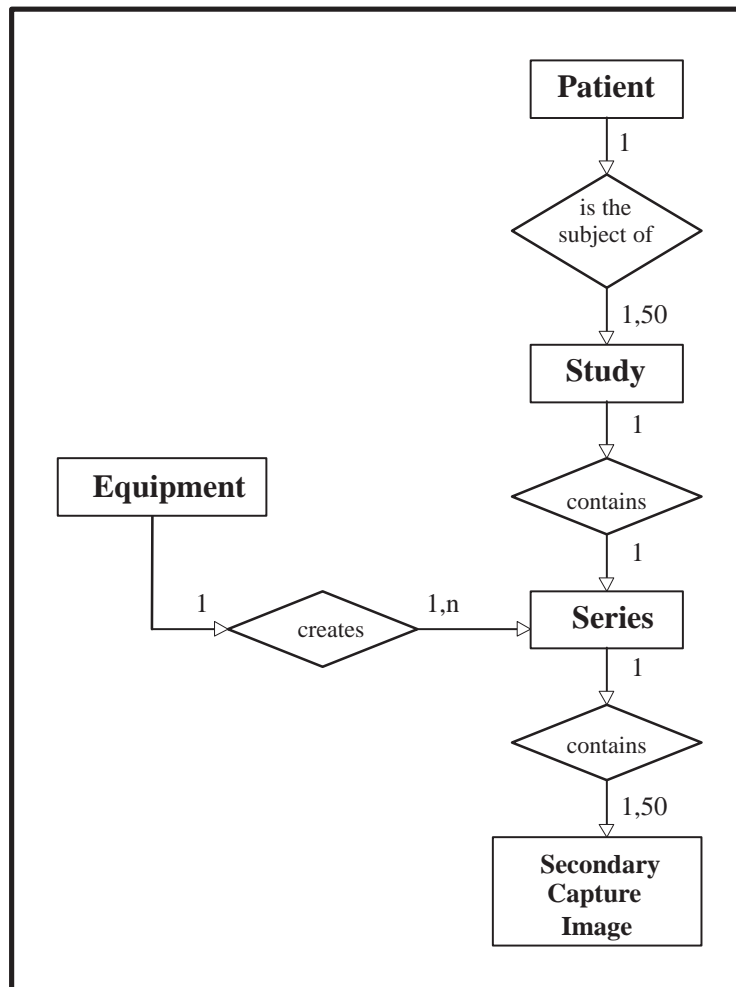 Patient
1
is the
subject of
1,50
Study
1
Equipment
contains
1
1
creates
1,n
Series
1
contains
1,50
Secondary
Capture
Image